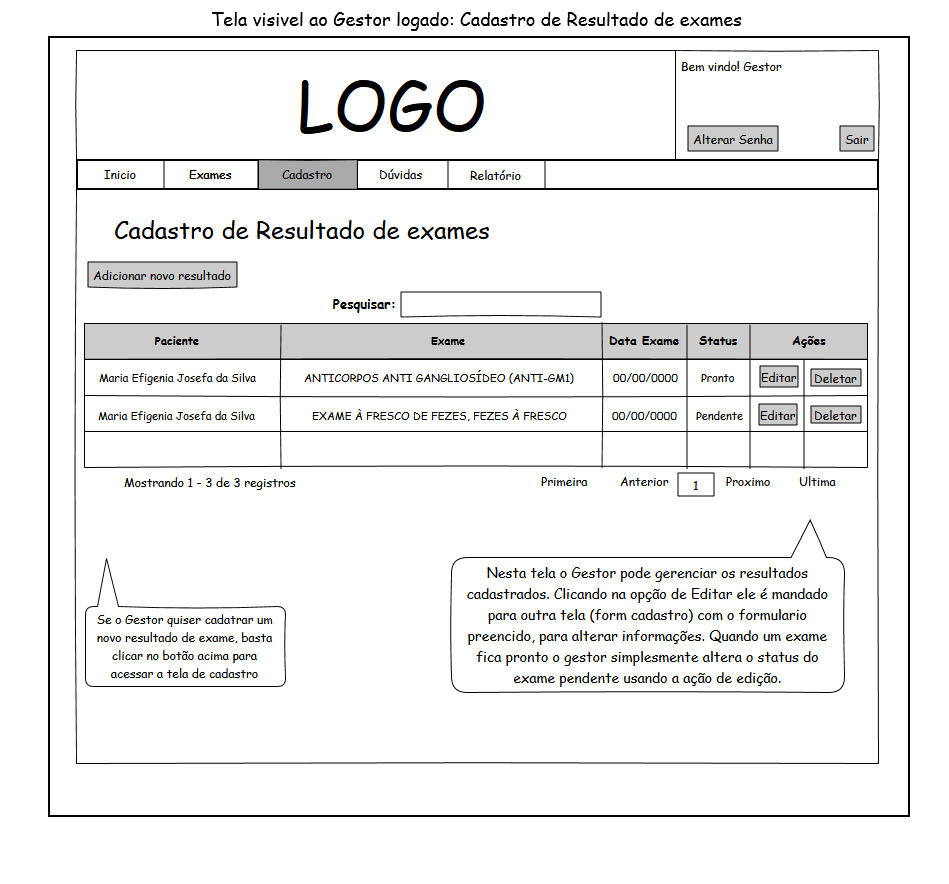 Tela visivel ao Gestor logado: Cadastro de Resultado de exames
LOGO
Bem vindo! Gestor
Alterar Senha
Sair
Inicio
Exames
Cadastro
Dúvidas
Relatório
Cadastro de Resultado de exames
Adicionar novo resultado
Pesquisar:
Paciente Exame Data Exame Status Ações
Maria Efigenia Josefa da Silva ANTICORPOS ANTI GANGLIOSÍDEO (ANTI-GM1) 00/00/0000 Pronto Editar Deletar
Maria Efigenia Josefa da Silva EXAME À FRESCO DE FEZES, FEZES À FRESCO 00/00/0000 Pendente Editar Deletar
Mostrando 1 - 3 de 3 registros
Primeira Anterior 1 Proximo Ultima
Se o Gestor quiser cadatrar um
novo resultado de exame, basta
clicar no botão acima para
acessar a tela de cadastro
Nesta tela o Gestor pode gerenciar os resultados
cadastrados. Clicando na opção de Editar ele é mandado
para outra tela (form cadastro) com o formulario
preencido, para alterar informações. Quando um exame
fica pronto o gestor simplesmente altera o status do
exame pendente usando a ação de edição.